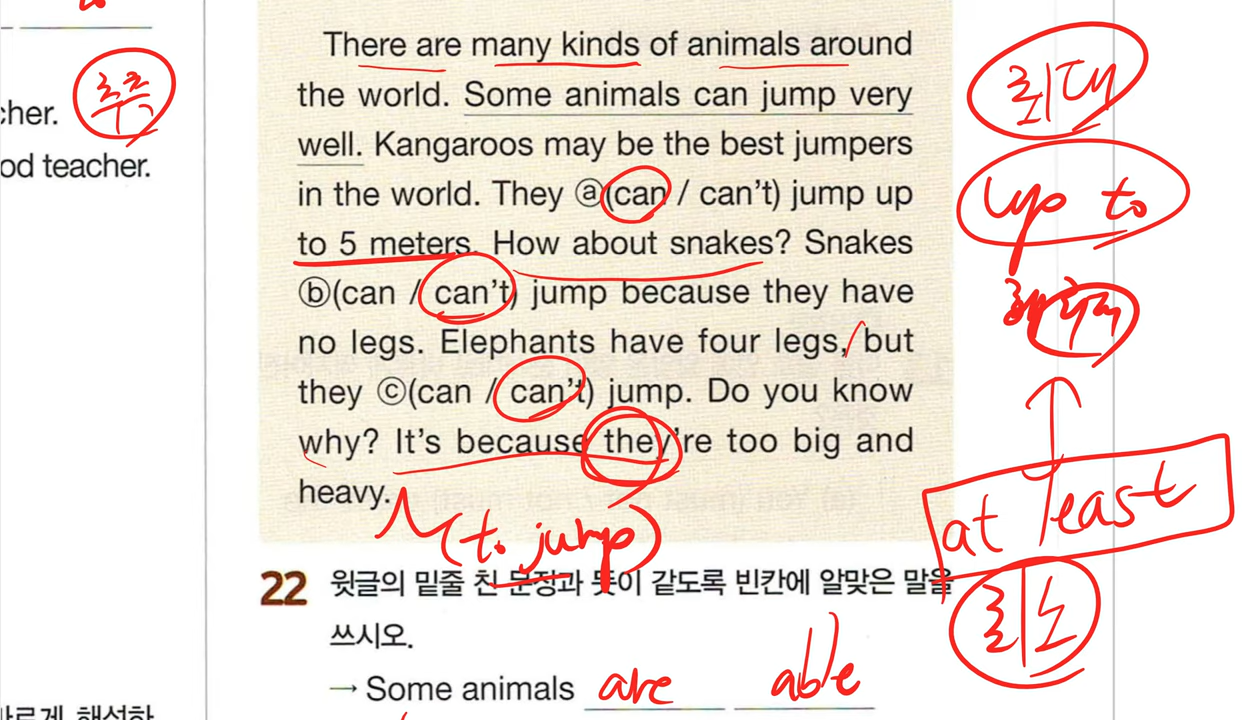 cher.
od teacher.
There are many kinds of animals around
the world. Some animals can jump very
well. Kangaroos may be the best jumpers
in the world. They ⓐ(can / can't) jump up
to 5 meters. How about snakes? Snakes
ⓑ(can / can't) jump because they have
no legs. Elephants have four legs, but
they ⓒ(can / can't) jump. Do you know
why? It's because they're too big and
heavy.
(to jump)
최대
up to
at least
최소
22 윗글의 밑줄 친 문장과 뜻이 같도록 빈칸에 알맞은 말을
쓰시오.
→ Some animals are able